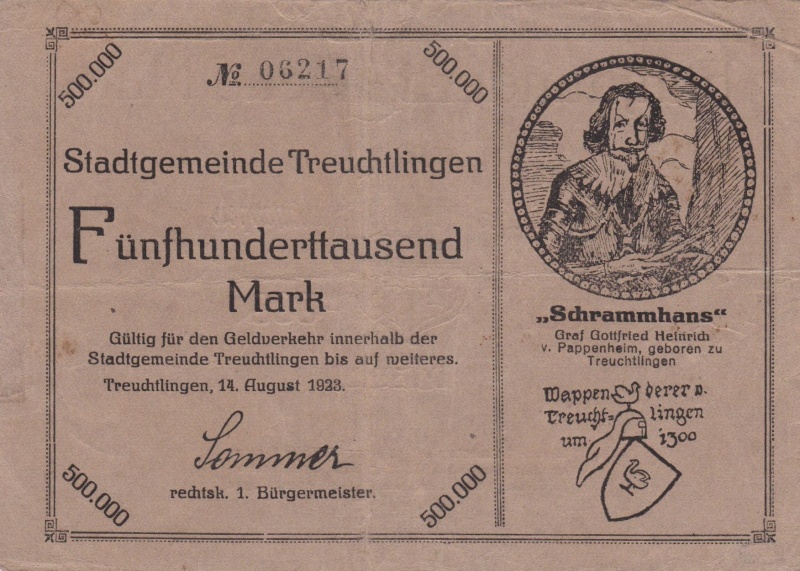 500.000
№ 06217
500.000
Stadtgemeinde Treuchtlingen
Fünfhunderttausend
Mark
Gültig für den Geldverkehr innerhalb der
Stadtgemeinde Treuchtlingen bis auf weiteres.
Treuchtlingen, 14. August 1923.
Sommer
rechtsk. 1. Bürgermeister.
500.000
500.000
„Schrammhans“
Graf Gottfried Heinrich
v. Pappenheim, geboren zu
Treuchtlingen
Wappen derer v.
Treucht-lingen
um 1300